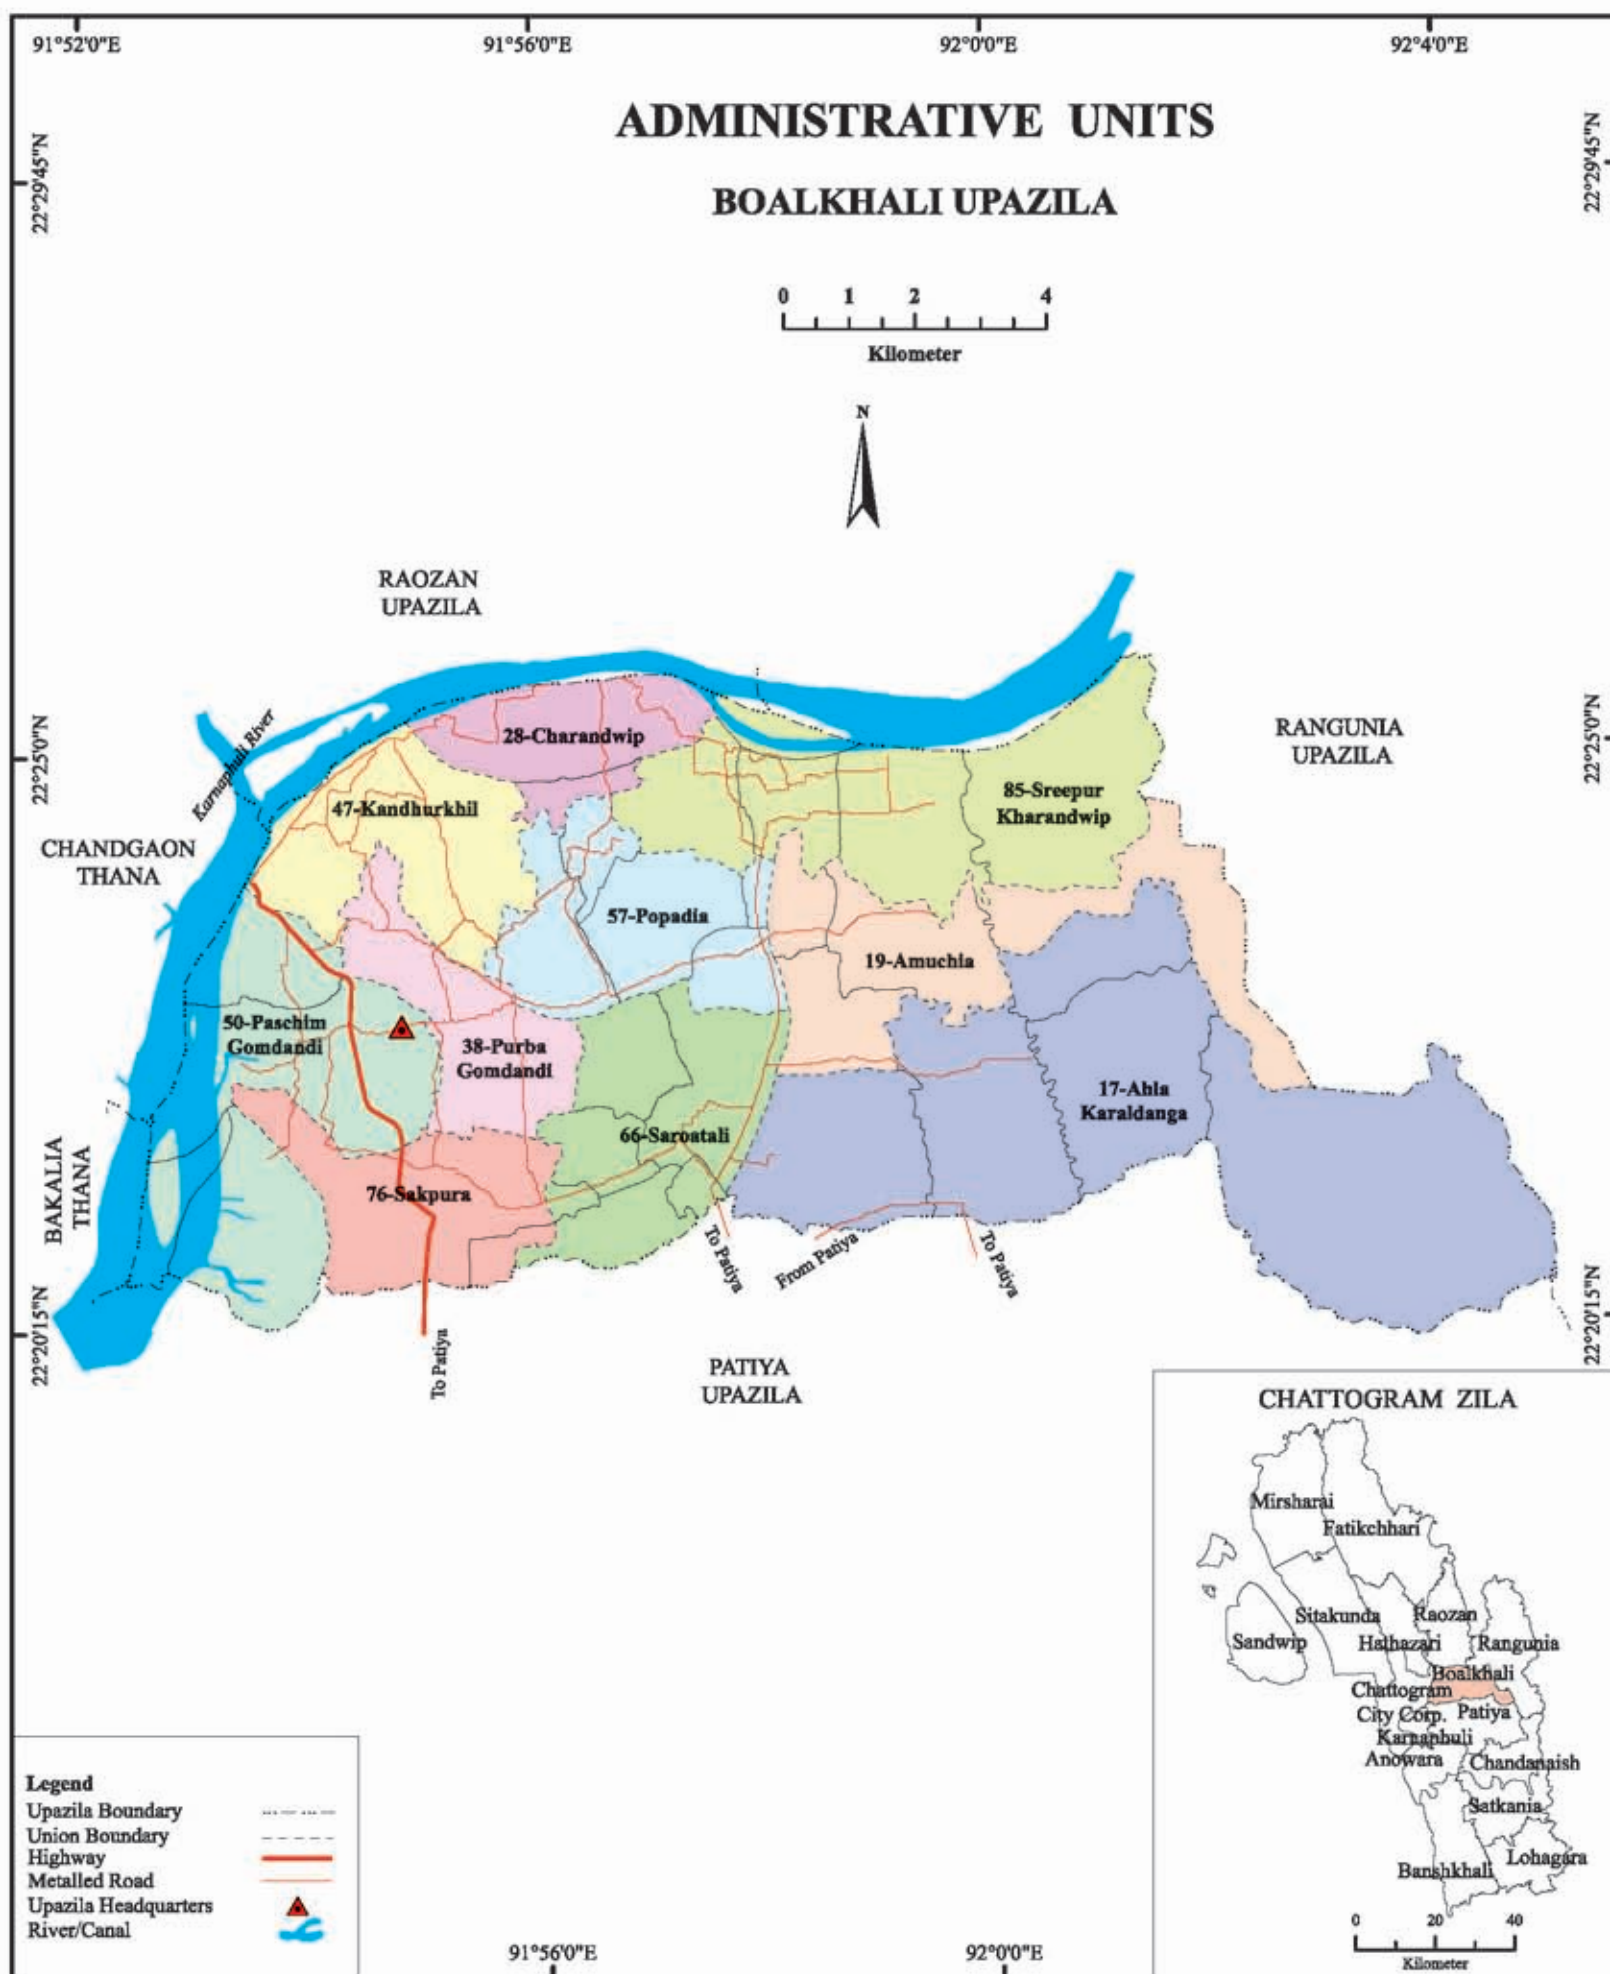 91°52'0"E
91°56'0"E
92°0'0"E
92°4'0"E
ADMINISTRATIVE UNITS
BOALKHALI UPAZILA
22°29'45"N
22°29'45"N
0 1 2 4
Kilometer
N
RAOZAN
UPAZILA
RANGUNIA
UPAZILA
22°25'0"N
22°25'0"N
Karnaphuli River
CHANDGAON
THANA
28-Charandwip
47-Kandhurkhil
85-Sreepur
Kharandwip
57-Popadia
19-Amuchia
50-Paschim
Gomdandi
38-Purba
Gomdandi
17-Ahla
Karaldanga
66-Saroatali
76-Sakpura
BAKALIA
THANA
To Patiya
From Patiya
To Patiya
To Patiya
22°20'15"N
22°20'15"N
PATIYA
UPAZILA
CHATTOGRAM ZILA
Mirsharai
Fatikchhari
Sitakunda
Raozan
Sandwip
Hathazari
Rangunia
Boalkhali
Chattogram
City Corp.
Patiya
Karnaphuli
Anowara
Chandanaish
Satkania
Lohagara
Banshkhali
0 20 40
Kilometer
Legend
Upazila Boundary
Union Boundary
Highway
Metalled Road
Upazila Headquarters
River/Canal
91°56'0"E
92°0'0"E